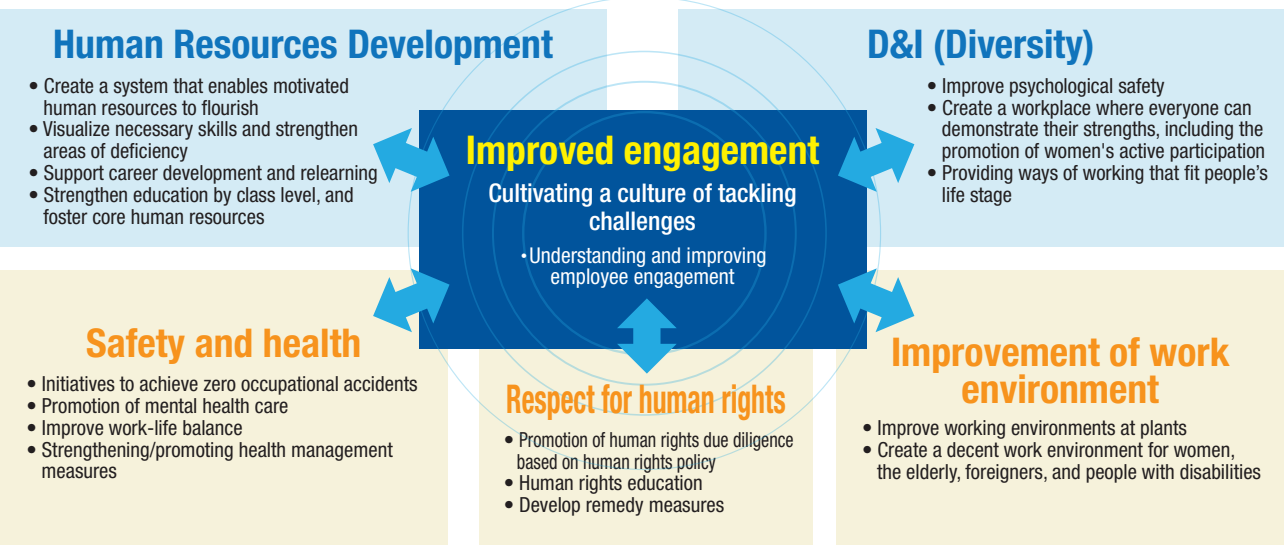 Human Resources Development
• Create a system that enables motivated
human resources to flourish
• Visualize necessary skills and strengthen
areas of deficiency
• Support career development and relearning
• Strengthen education by class level, and
foster core human resources
D&I (Diversity)
• Improve psychological safety
• Create a workplace where everyone can
demonstrate their strengths, including the
promotion of women's active participation
• Providing ways of working that fit people’s
life stage
Improved engagement
Cultivating a culture of tackling
challenges
・Understanding and improving
employee engagement
Safety and health
• Initiatives to achieve zero occupational accidents
• Promotion of mental health care
• Improve work-life balance
• Strengthening/promoting health management
measures
Respect for human rights
• Promotion of human rights due diligence
based on human rights policy
• Human rights education
• Develop remedy measures
Improvement of work
environment
• Improve working environments at plants
• Create a decent work environment for women,
the elderly, foreigners, and people with disabilities